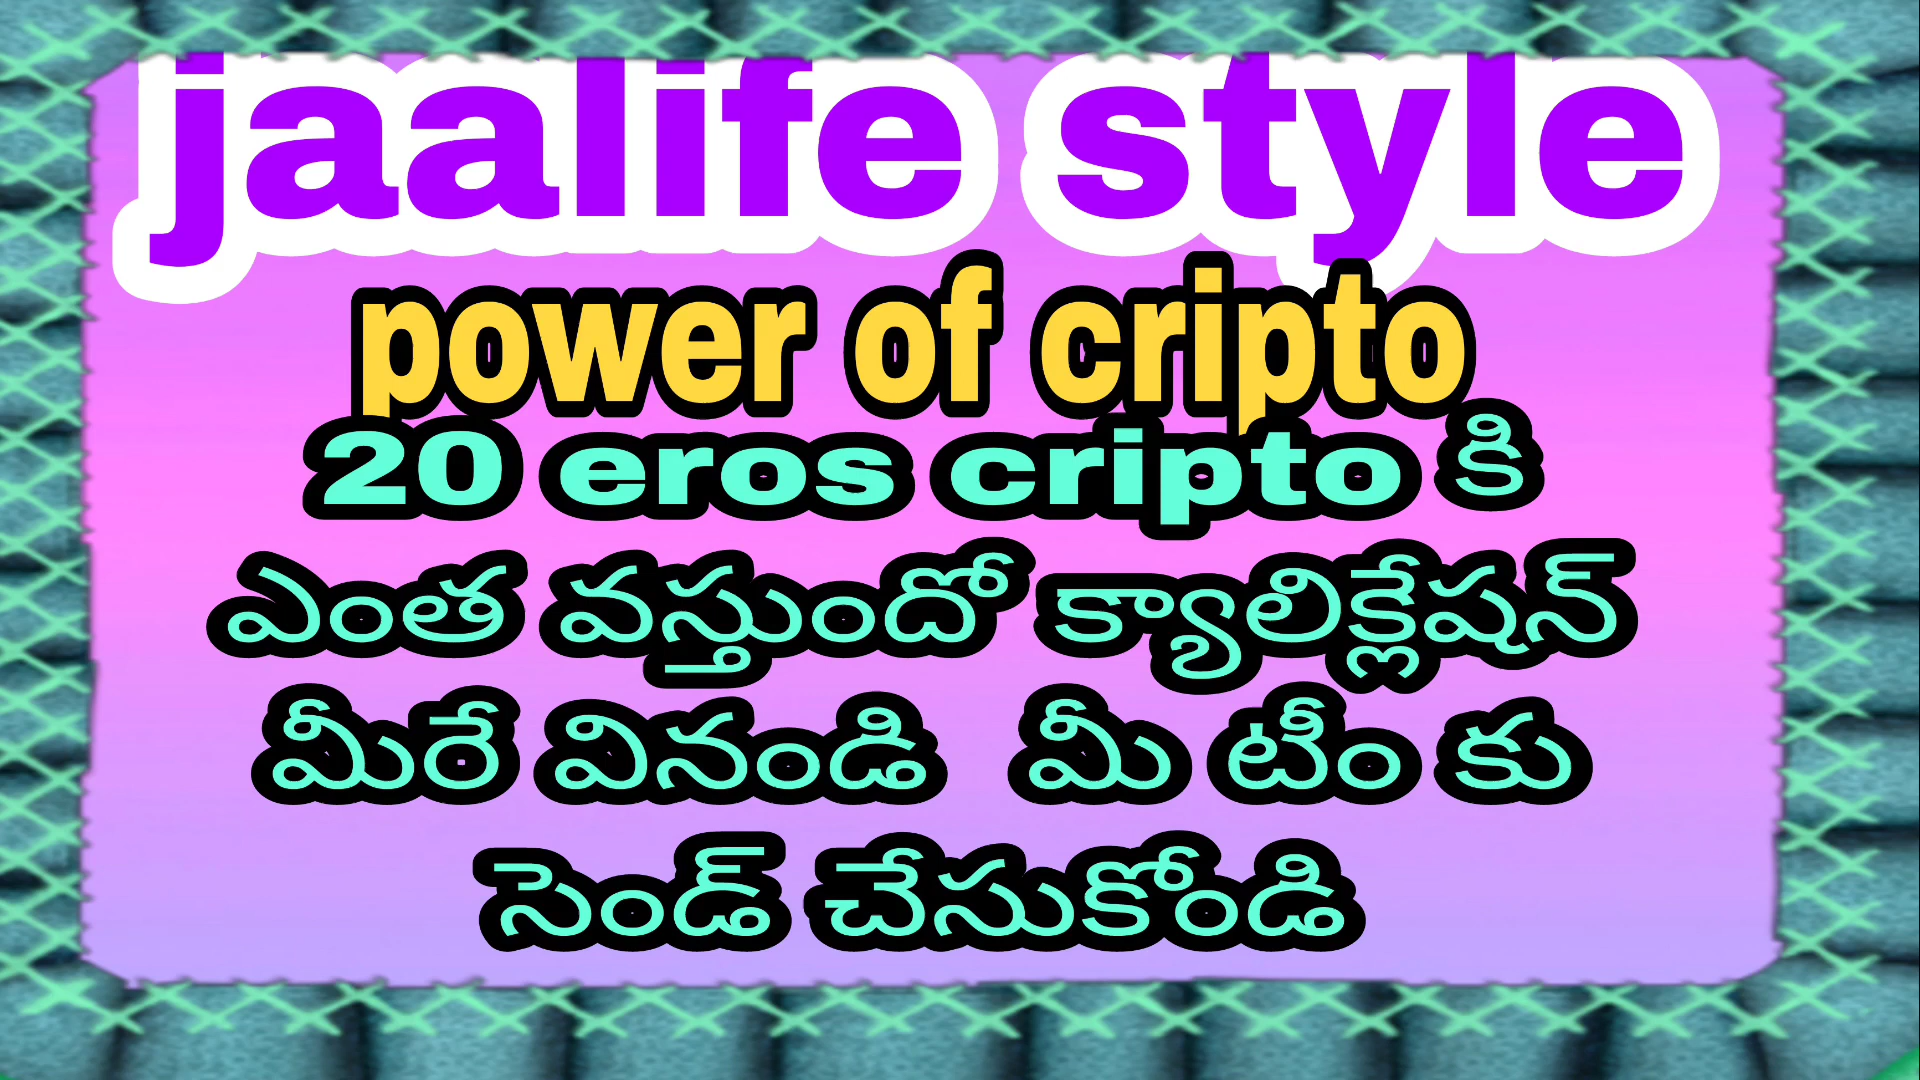 jaalife style
power of cripto
20 eros cripto కి
ఎంత వస్తుందో క్యాలిక్లేషన్
మీరే వినండి మీ టీం కు
సెండ్ చేసుకోండి